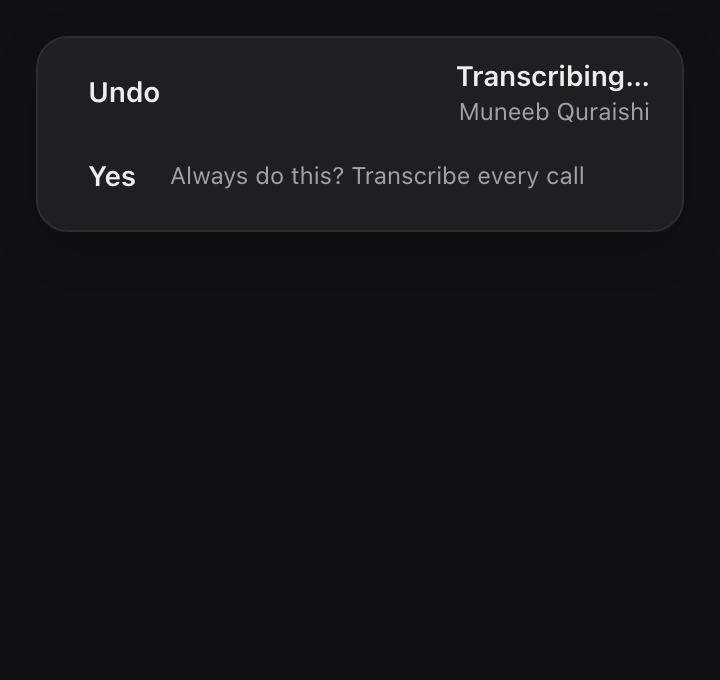 Undo
Transcribing...
Muneeb Quraishi
Yes
Always do this? Transcribe every call